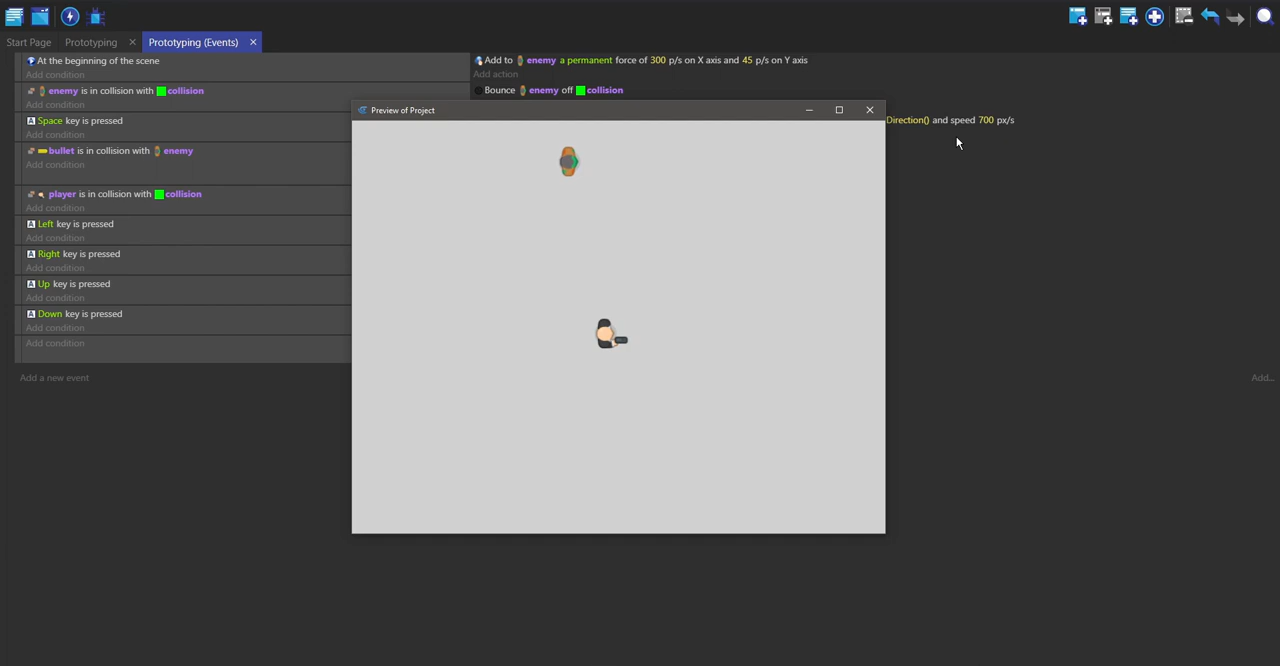 Start Page Prototyping Prototyping (Events)
At the beginning of the scene
Add condition
Add to enemy a permanent force of 300 p/s on X axis and 45 p/s on Y axis
Add action
enemy is in collision with collision
Add condition
Bounce enemy off collision
Preview of Project
Space key is pressed
Add condition
Direction() and speed 700 px/s
bullet is in collision with enemy
Add condition
player is in collision with collision
Add condition
Left key is pressed
Add condition
Right key is pressed
Add condition
Up key is pressed
Add condition
Down key is pressed
Add condition
Add condition
Add a new event
Add...